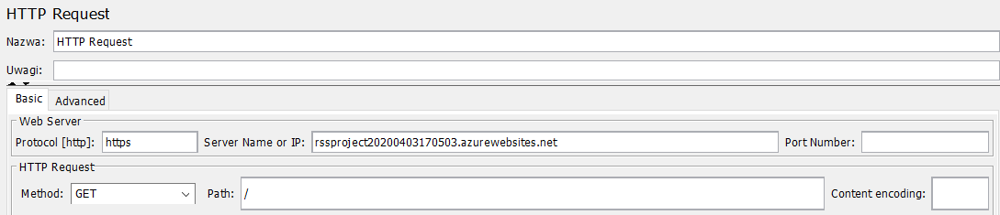 HTTP Request
Nazwa: HTTP Request
Uwagi:
Basic Advanced
Web Server
Protocol [http]: https Server Name or IP: rssproject20200403170503.azurewebsites.net Port Number:
HTTP Request
Method: GET Path: / Content encoding: